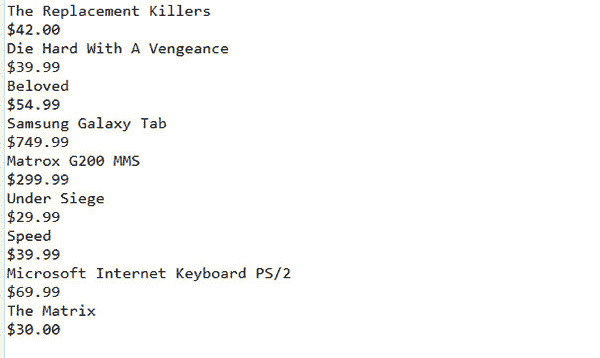 The Replacement Killers
$42.00
Die Hard With A Vengeance
$39.99
Beloved
$54.99
Samsung Galaxy Tab
$749.99
Matrox G200 MMS
$299.99
Under Siege
$29.99
Speed
$39.99
Microsoft Internet Keyboard PS/2
$69.99
The Matrix
$30.00